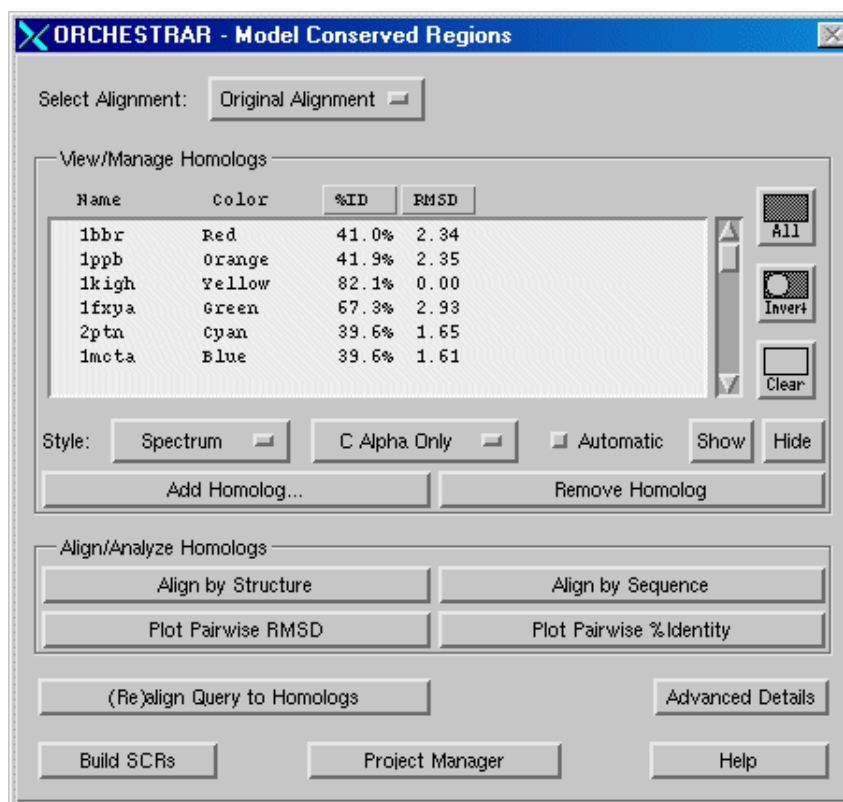 ORCHESTRAR - Model Conserved Regions
Select Alignment: Original Alignment
View/Manage Homologs
Name Color %ID RMSD
1bbr Red 41.0% 2.34
1ppb Orange 41.9% 2.35
1kigh Yellow 82.1% 0.00
1fxya Green 67.3% 2.93
2ptn Cyan 39.6% 1.65
1mcta Blue 39.6% 1.61
All
Invert
Clear
Style: Spectrum C Alpha Only Automatic Show Hide
Add Homolog... Remove Homolog
Align/Analyze Homologs
Align by Structure Align by Sequence
Plot Pairwise RMSD Plot Pairwise %Identity
(Re)align Query to Homologs Advanced Details
Build SCRs Project Manager Help